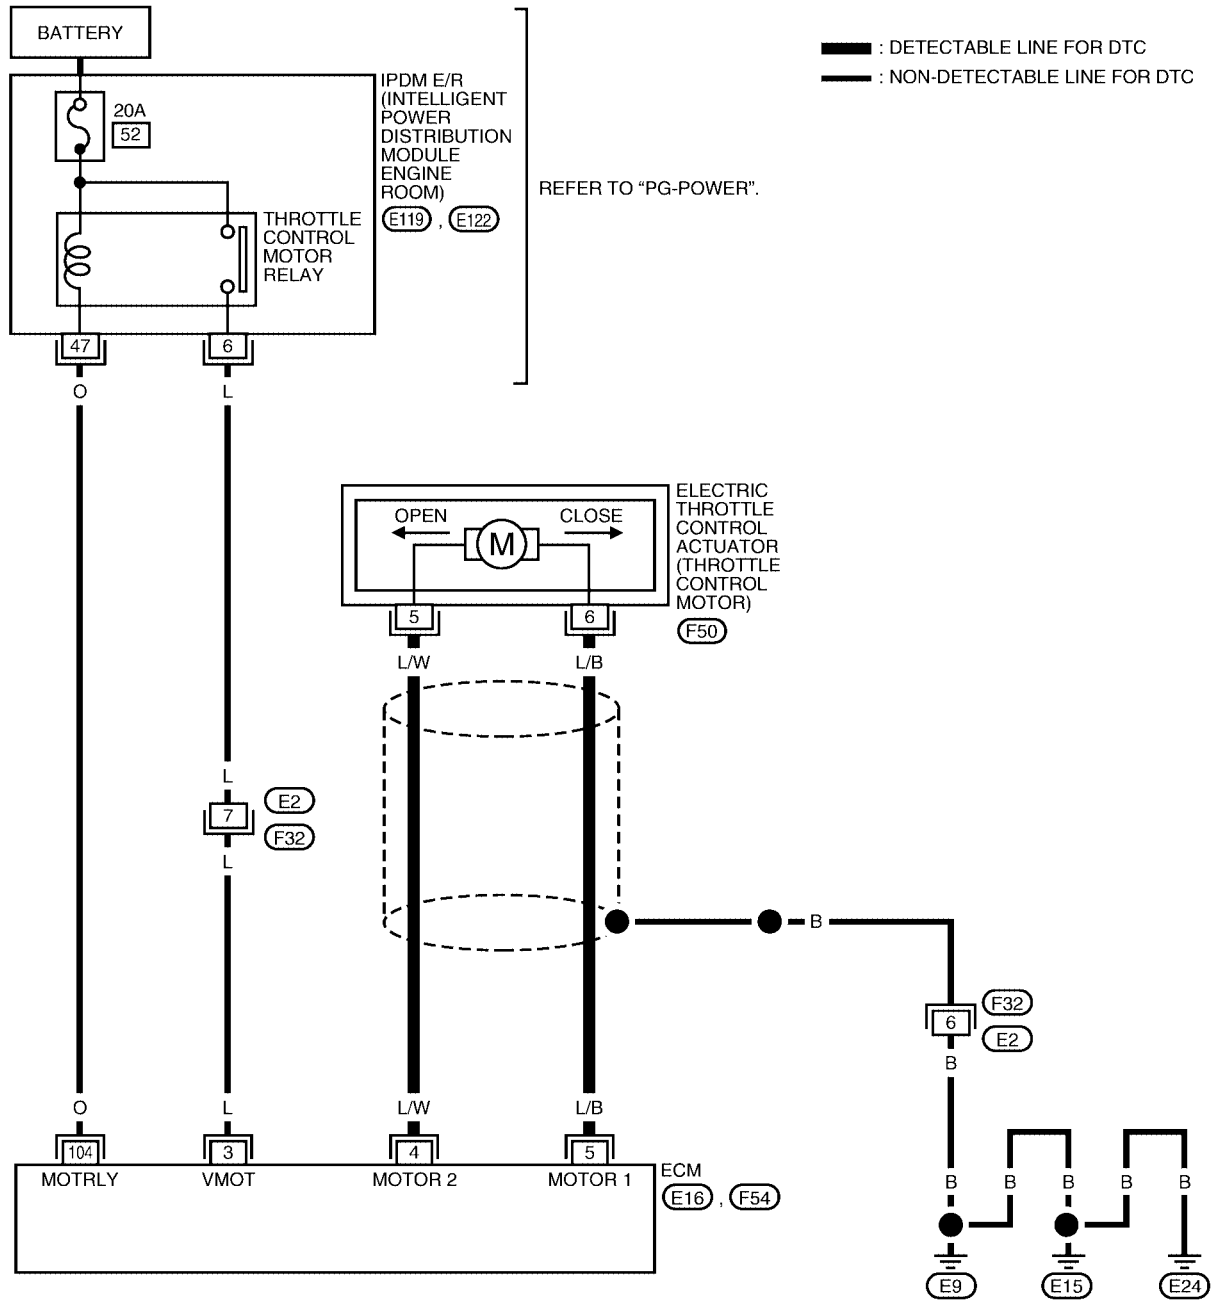 BATTERY
: DETECTABLE LINE FOR DTC
: NON-DETECTABLE LINE FOR DTC
20A
52
IPDM E/R
(INTELLIGENT
POWER
DISTRIBUTION
MODULE
ENGINE
ROOM)
E119 , E122
REFER TO “PG-POWER”.
THROTTLE
CONTROL
MOTOR
RELAY
47
6
O
L
OPEN
CLOSE
M
ELECTRIC
THROTTLE
CONTROL
ACTUATOR
(THROTTLE
CONTROL
MOTOR)
F50
5
6
L/W
L/B
L
7
E2
F32
L
B
F32
6
E2
B
O
L
L/W
L/B
104
3
4
5
MOTRLY
VMOT
MOTOR 2
MOTOR 1
ECM
E16 , F54
B
B
B
B
B
E9
E15
E24